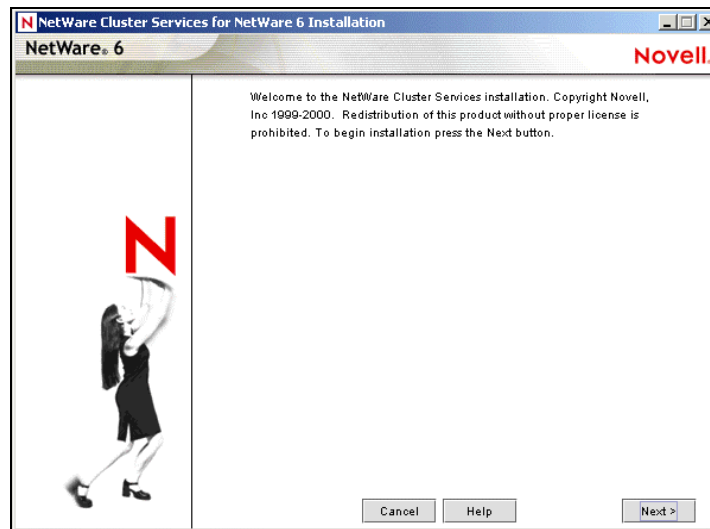 NetWare Cluster Services for NetWare 6 Installation
NetWare® 6
Novell.
Welcome to the NetWare Cluster Services installation. Copyright Novell,
Inc 1999-2000. Redistribution of this product without proper license is
prohibited. To begin installation press the Next button.
N
Cancel
Help
Next >